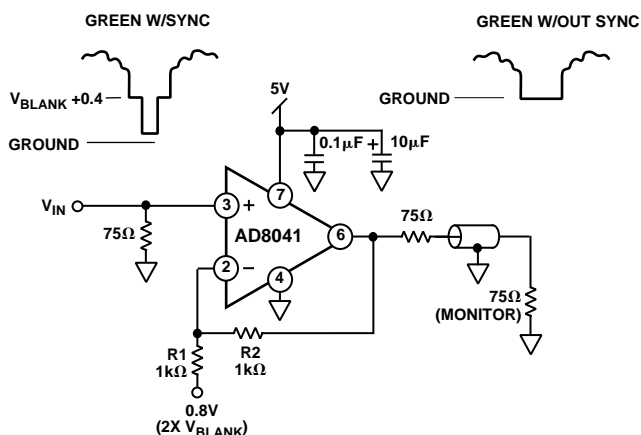 GREEN W/SYNC
GREEN W/OUT SYNC
V_BLANK +0.4
GROUND
GROUND
5V
0.1μF
+
10μF
V_IN
75Ω
3
+
7
AD8041
6
2
−
4
75Ω
75Ω
(MONITOR)
R1
1kΩ
R2
1kΩ
0.8V
(2X V_BLANK)